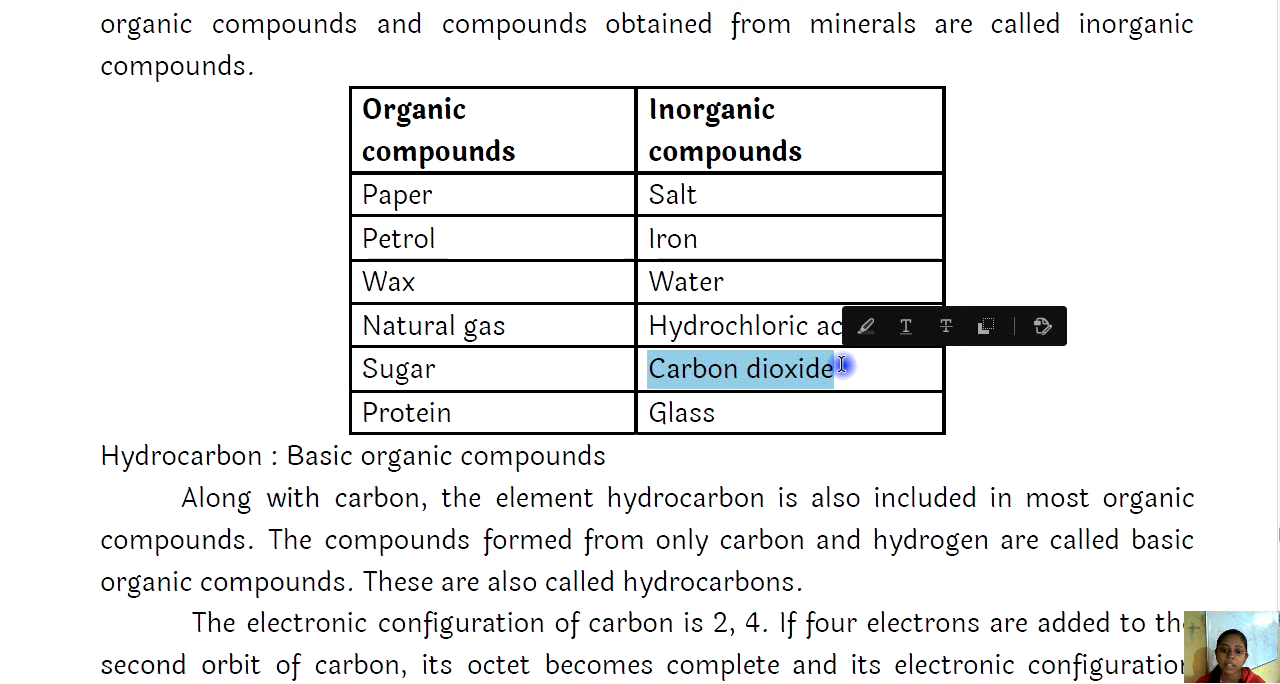 organic compounds and compounds obtained from minerals are called inorganic
compounds.
Organic compounds
Inorganic compounds
Paper
Salt
Petrol
Iron
Wax
Water
Natural gas
Hydrochloric ac
Sugar
Carbon dioxide
Protein
Glass
Hydrocarbon : Basic organic compounds
Along with carbon, the element hydrocarbon is also included in most organic
compounds. The compounds formed from only carbon and hydrogen are called basic
organic compounds. These are also called hydrocarbons.
The electronic configuration of carbon is 2, 4. If four electrons are added to the
second orbit of carbon, its octet becomes complete and its electronic configuration